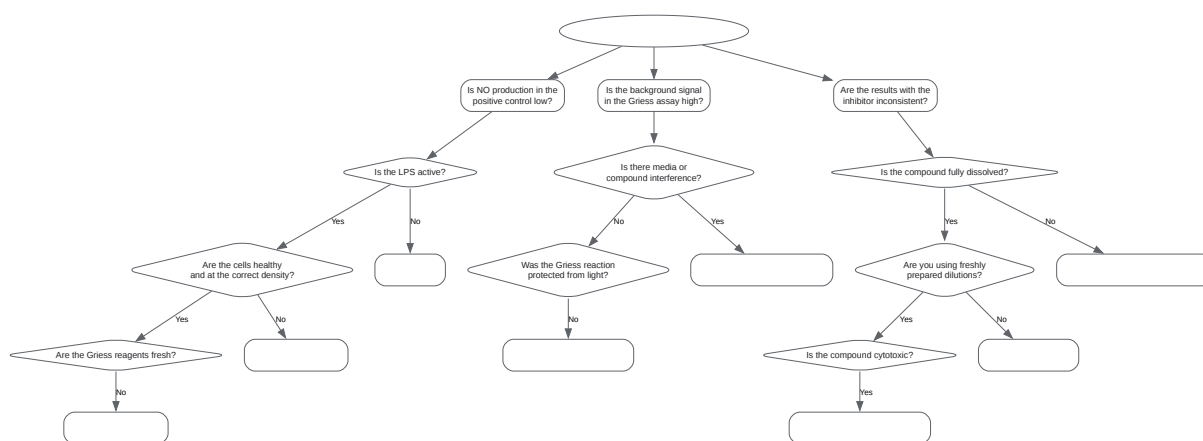 Is NO production in the
positive control low?
Is the background signal
in the Griess assay high?
Are the results with the
inhibitor inconsistent?
Is the LPS active?
Is there media or
compound interference?
Is the compound fully dissolved?
Yes
No
No
Yes
Yes
No
Are the cells healthy
and at the correct density?
Was the Griess reaction
protected from light?
Are you using freshly
prepared dilutions?
Yes
No
No
Yes
No
Are the Griess reagents fresh?
Is the compound cytotoxic?
No
Yes